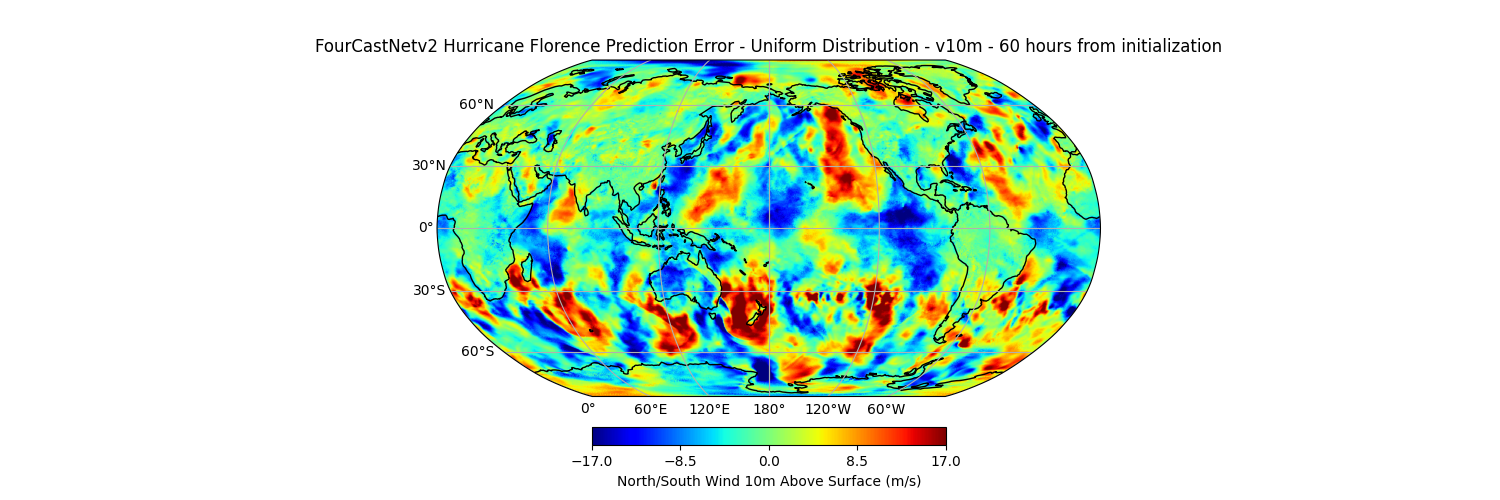 FourCastNetv2 Hurricane Florence Prediction Error - Uniform Distribution - v10m - 60 hours from initialization
60°N
30°N
0°
30°S
60°S
0° 60°E 120°E 180° 120°W 60°W
−17.0 −8.5 0.0 8.5 17.0
North/South Wind 10m Above Surface (m/s)